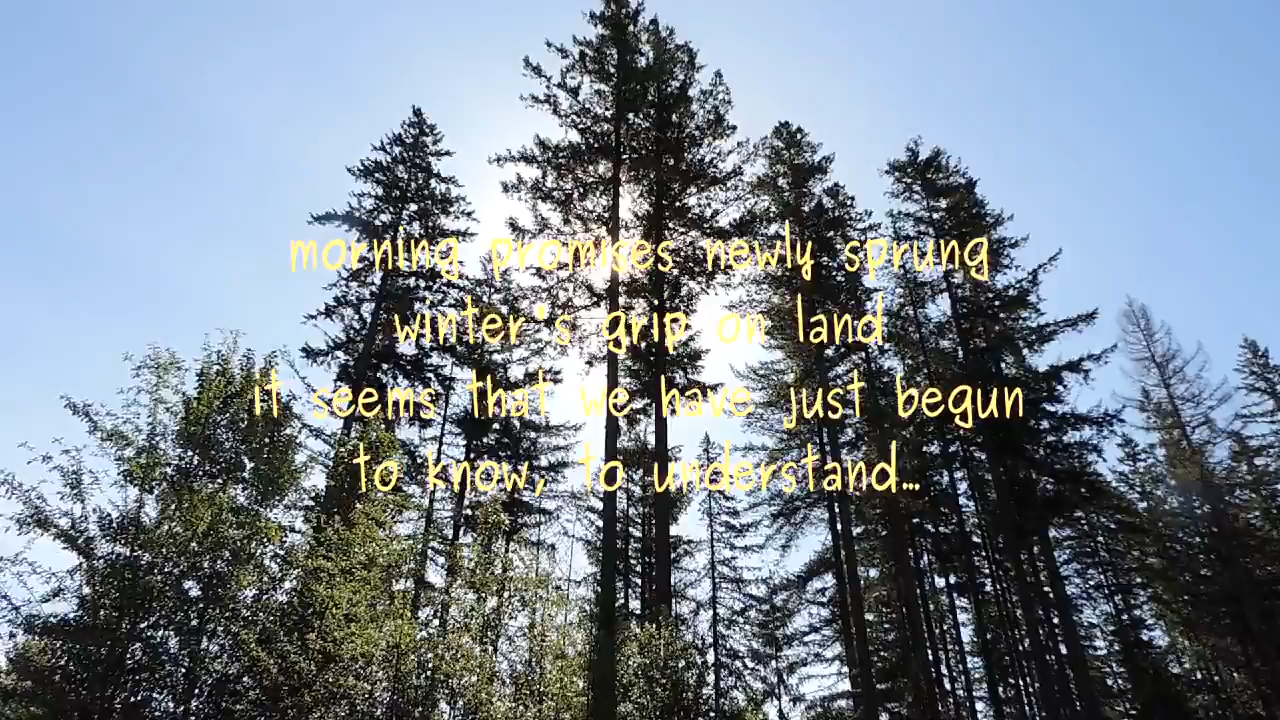 morning promises newly sprung
winter's grip on land
it seems that we have just begun
to know, to understand...